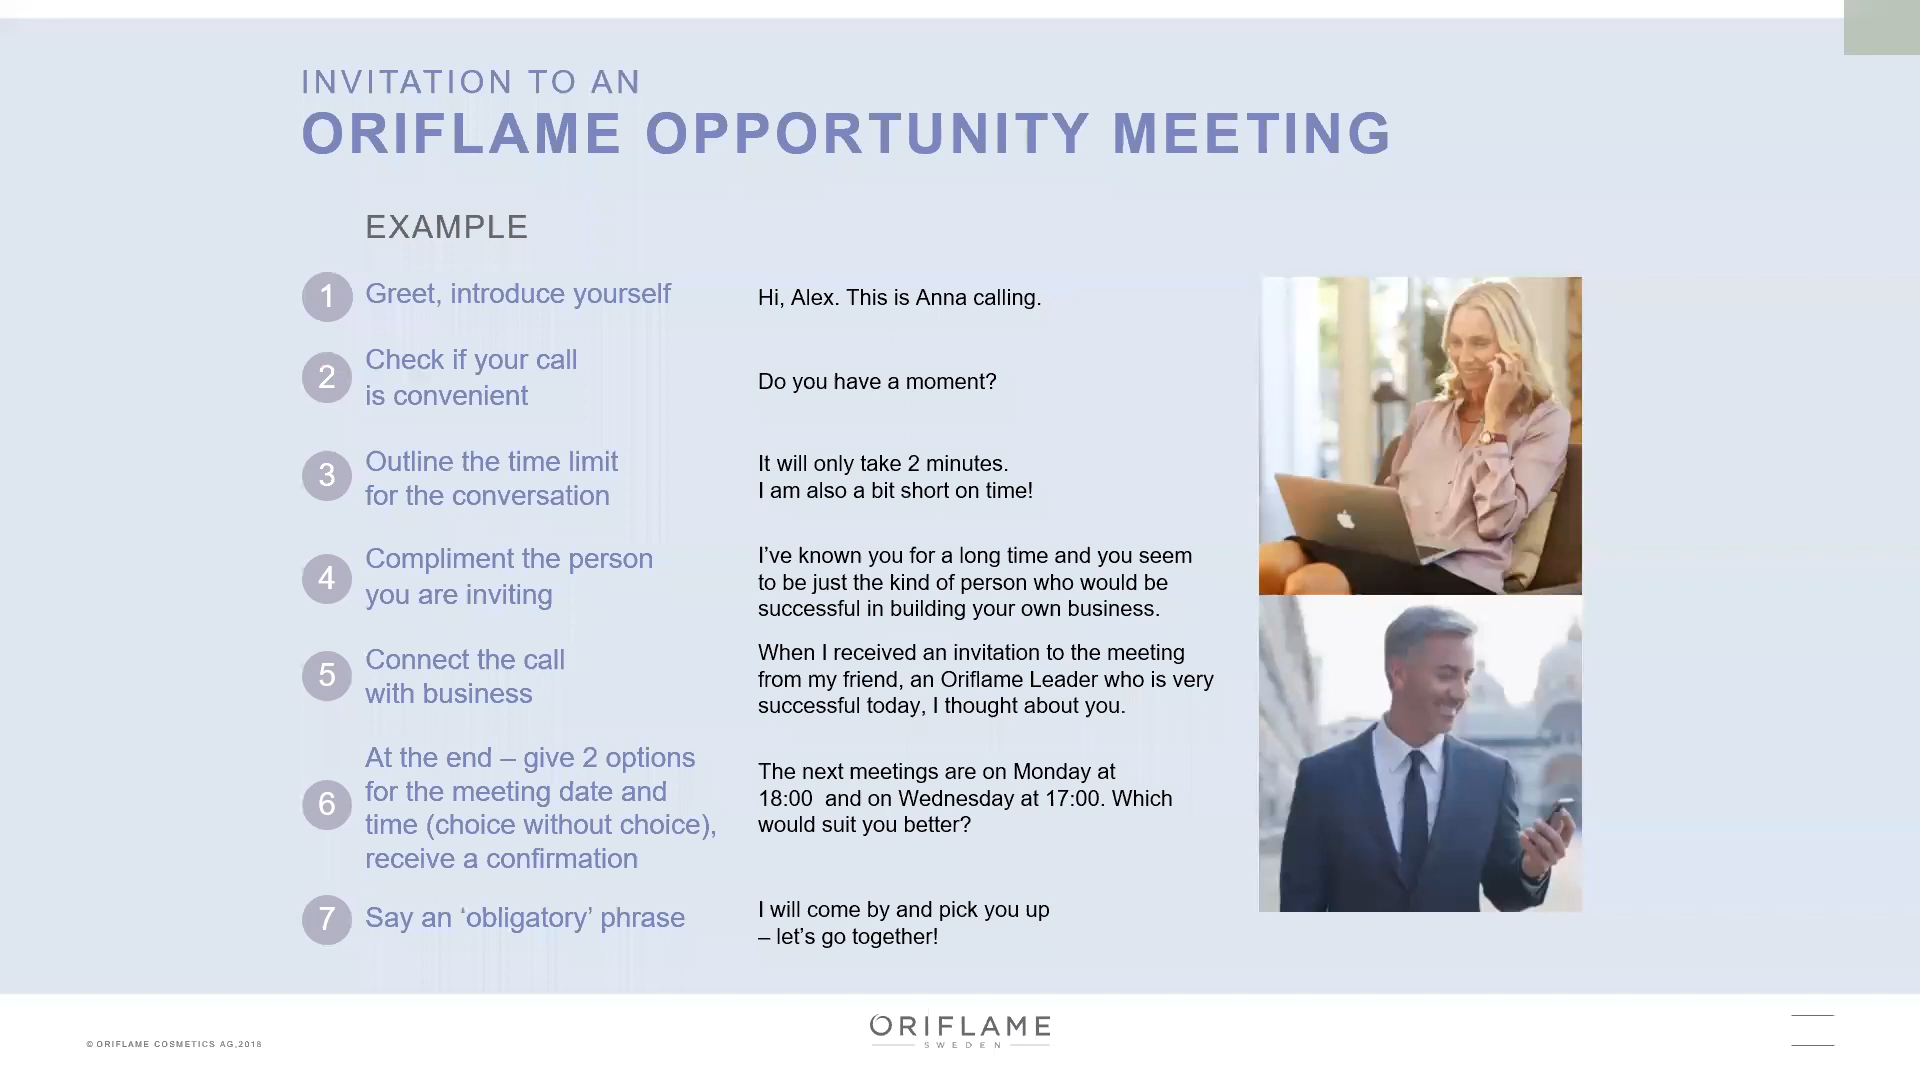 INVITATION TO AN
ORIFLAME OPPORTUNITY MEETING
EXAMPLE
1
Greet, introduce yourself
Hi, Alex. This is Anna calling.
2
Check if your call
is convenient
Do you have a moment?
3
Outline the time limit
for the conversation
It will only take 2 minutes.
I am also a bit short on time!
4
Compliment the person
you are inviting
I’ve known you for a long time and you seem
to be just the kind of person who would be
successful in building your own business.
5
Connect the call
with business
When I received an invitation to the meeting
from my friend, an Oriflame Leader who is very
successful today, I thought about you.
6
At the end – give 2 options
for the meeting date and
time (choice without choice),
receive a confirmation
The next meetings are on Monday at
18:00  and on Wednesday at 17:00. Which
would suit you better?
7
Say an ‘obligatory’ phrase
I will come by and pick you up
– let’s go together!
© ORIFLAME COSMETICS AG,2018
ORIFLAME
SWEDEN